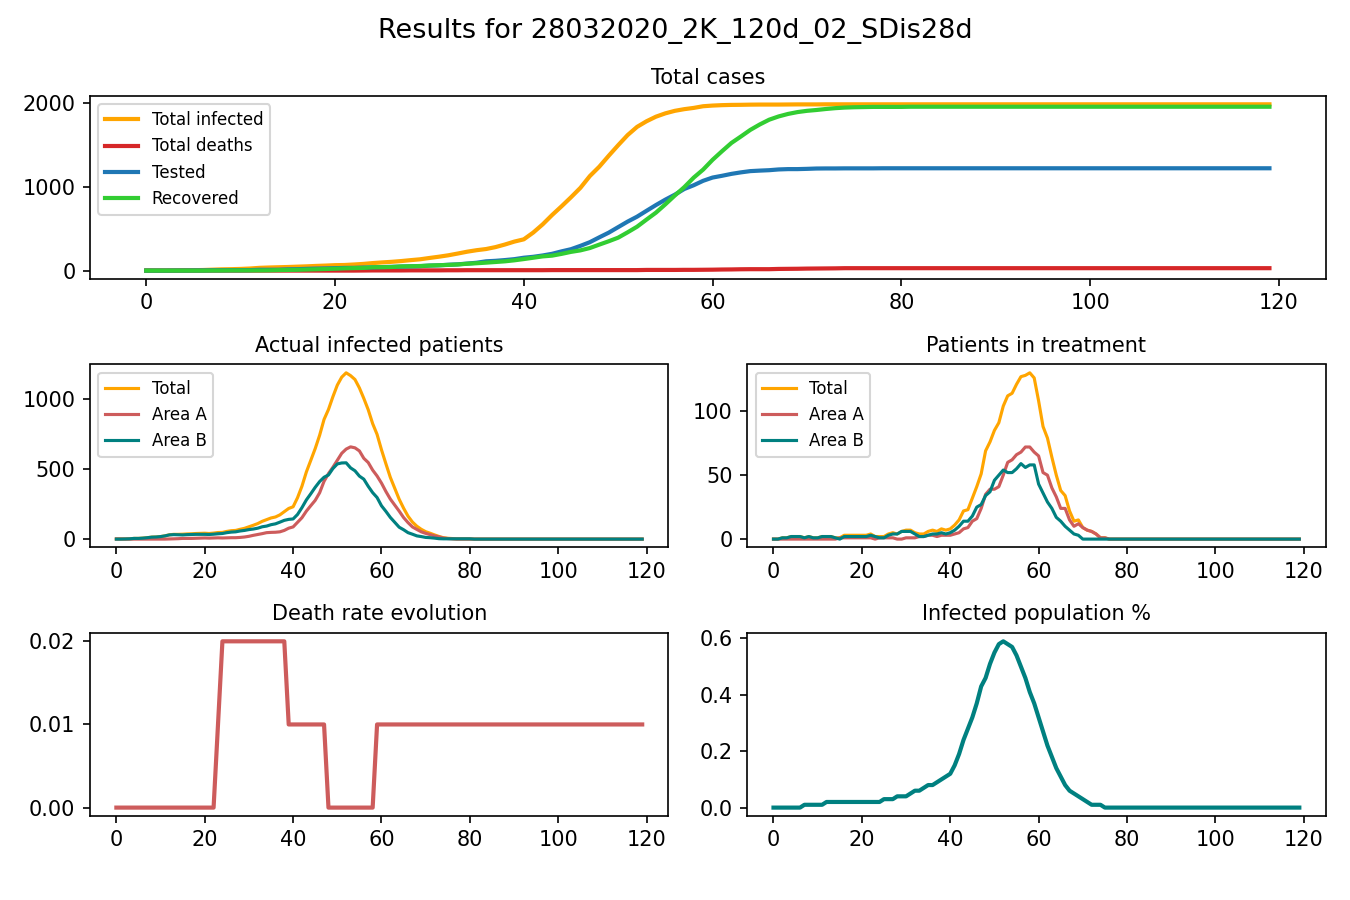 Results for 28032020_2K_120d_02_SDis28d
Total cases
2000
1000
0
Total infected
Total deaths
Tested
Recovered
0 20 40 60 80 100 120
Actual infected patients
1000
500
0
Total
Area A
Area B
0 20 40 60 80 100 120
Patients in treatment
100
50
0
Total
Area A
Area B
0 20 40 60 80 100 120
Death rate evolution
0.02
0.01
0.00
0 20 40 60 80 100 120
Infected population %
0.6
0.4
0.2
0.0
0 20 40 60 80 100 120